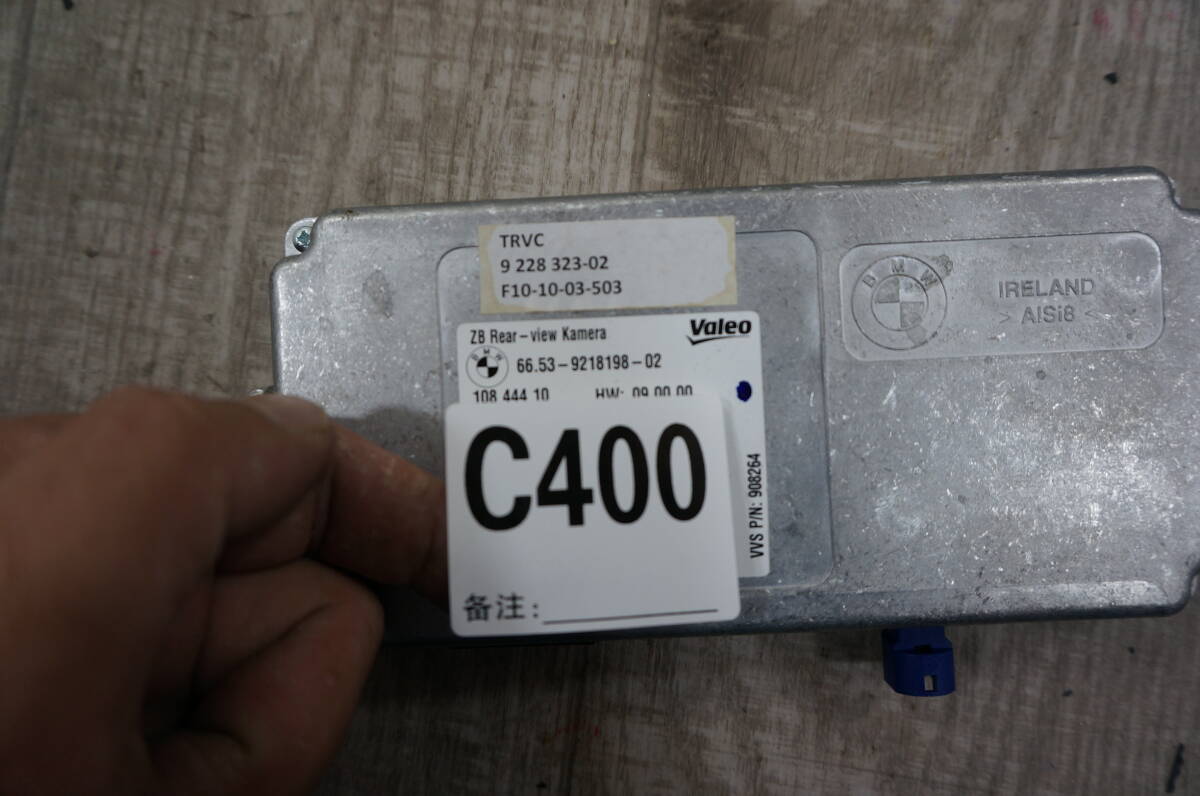 TRVC
9 228 323-02
F10-10-03-503
ZB Rear-view Kamera
Valeo
BMW
66.53-9218198-02
108 444 10 HW: 09.00.00
VVS P/N: 908264
C400
备注:
BMW
IRELAND
> AlSi8 <